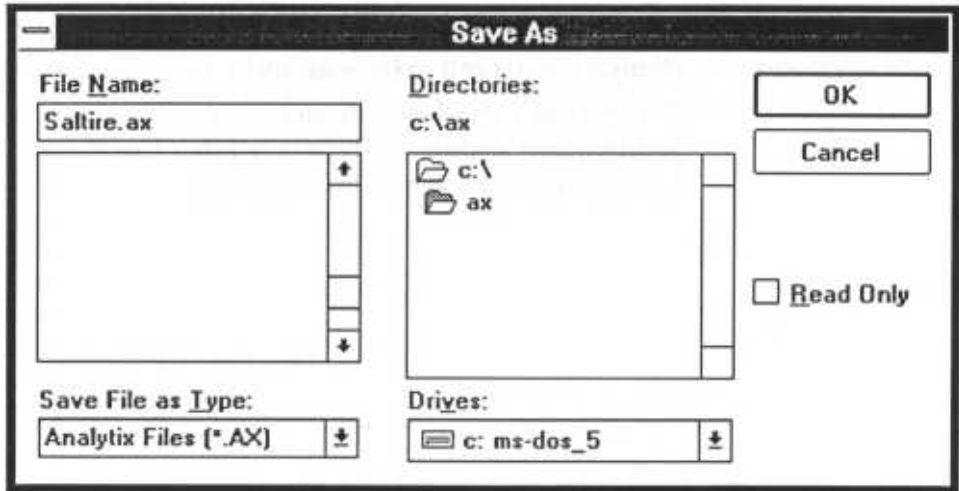 Save As
File Name:
Saltire.ax
Directories:
c:\ax
c:\
ax
OK
Cancel
Read Only
Save File as Type:
Analytix Files (*.AX)
Drives:
c: ms-dos_5